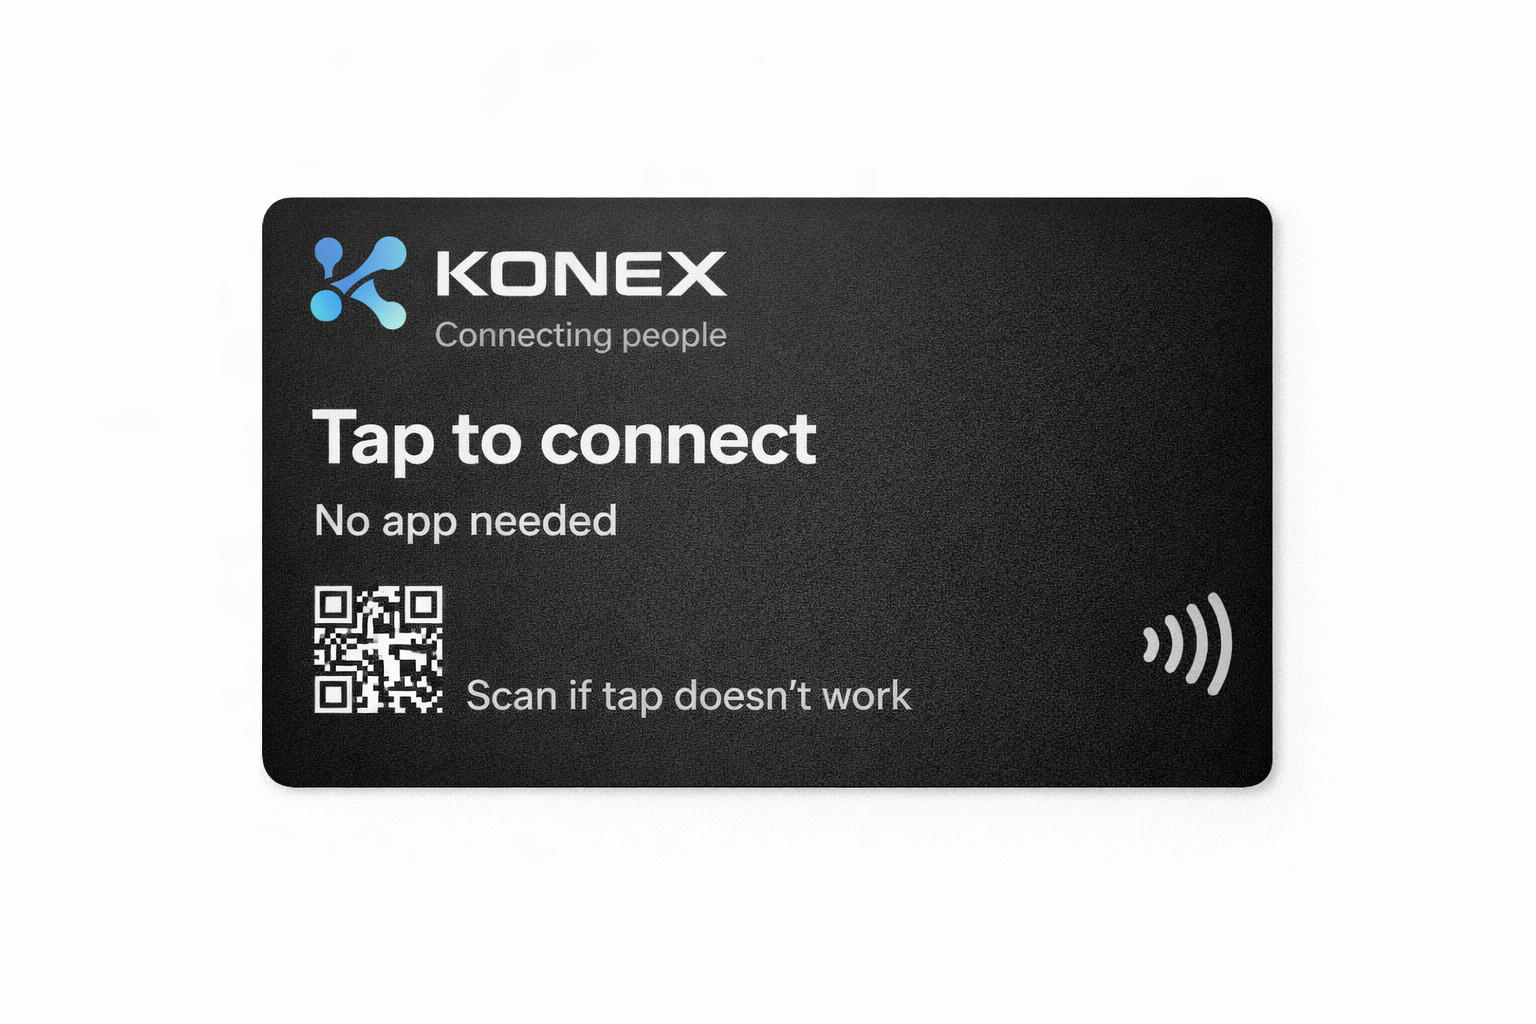 KONEX
Connecting people
Tap to connect
No app needed
Scan if tap doesn’t work